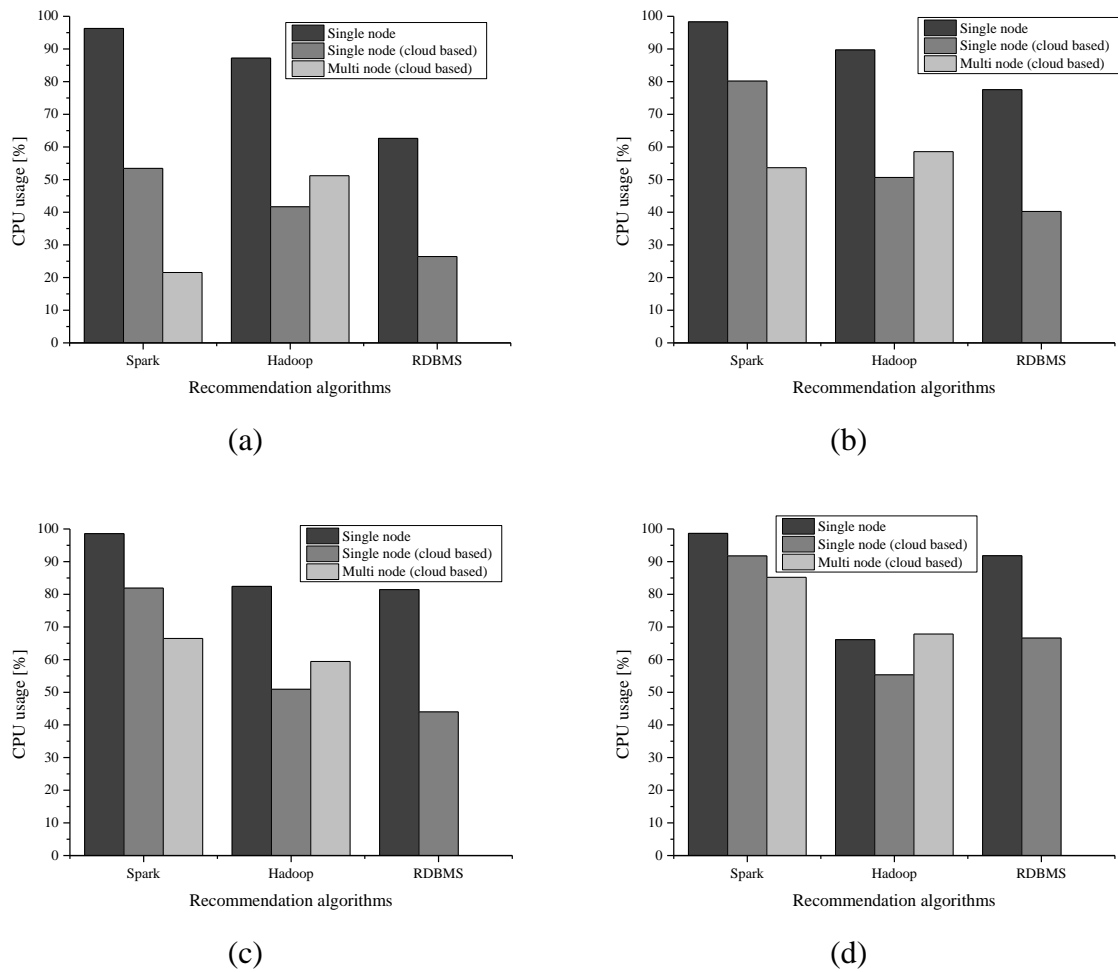 100
90
80
70
60
50
40
30
20
10
0
CPU usage [%]
Single node
Single node (cloud based)
Multi node (cloud based)
Spark Hadoop RDBMS
Recommendation algorithms
(a)
100
90
80
70
60
50
40
30
20
10
0
CPU usage [%]
Single node
Single node (cloud based)
Multi node (cloud based)
Spark Hadoop RDBMS
Recommendation algorithms
(b)
100
90
80
70
60
50
40
30
20
10
0
CPU usage [%]
Single node
Single node (cloud based)
Multi node (cloud based)
Spark Hadoop RDBMS
Recommendation algorithms
(c)
100
90
80
70
60
50
40
30
20
10
0
CPU usage [%]
Single node
Single node (cloud based)
Multi node (cloud based)
Spark Hadoop RDBMS
Recommendation algorithms
(d)